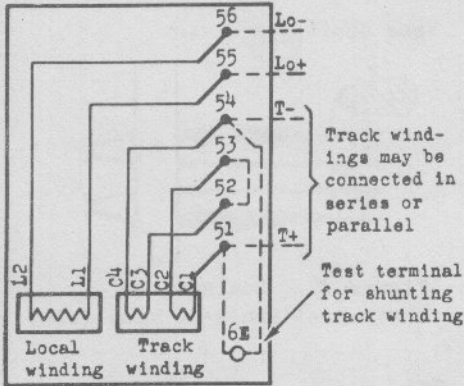 56
Lo-
55
Lo+
54
T-
53
Track wind-
ings may be
connected in
series or
parallel
52
51
T+
L2
L1
C4
C3
C2
C1
6E
Test terminal
for shunting
track winding
Local
winding
Track
winding